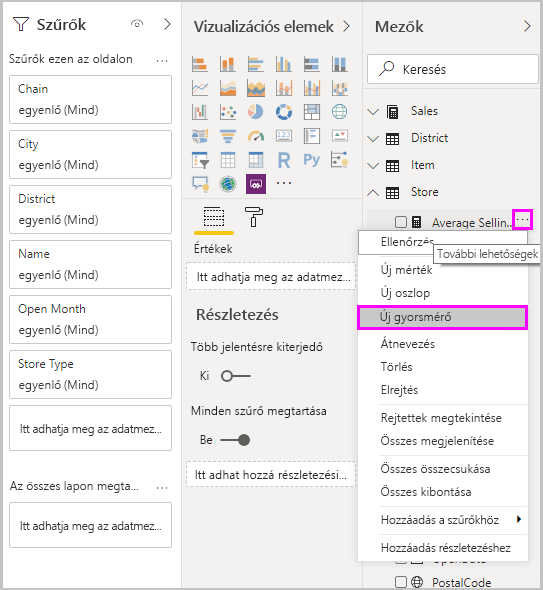 Szűrők
Szűrők ezen az oldalon
...
Chain
egyenlő (Mind)
City
egyenlő (Mind)
District
egyenlő (Mind)
Name
egyenlő (Mind)
Open Month
egyenlő (Mind)
Store Type
egyenlő (Mind)
Itt adhatja meg az adatmez...
Az összes lapon megta...
...
Itt adhatja meg az adatmez...
Vizualizációs elemek
123
R
Py
...
Értékek
Itt adhatja meg az adatmez...
Részletezés
Több jelentésre kiterjedő
Ki
Minden szűrő megtartása
Be
Itt adhat hozzá részletezési...
Mezők
Keresés
Sales
District
Item
Store
Average Sellin...
...
Ellenőrzés
További lehetőségek
Új mérték
Új oszlop
Új gyorsmérő
Átnevezés
Törlés
Elrejtés
Rejtettek megtekintése
Összes megjelenítése
Összes összecsukása
Összes kibontása
Hozzáadás a szűrőkhöz
Hozzáadás részletezéshez
PostalCode